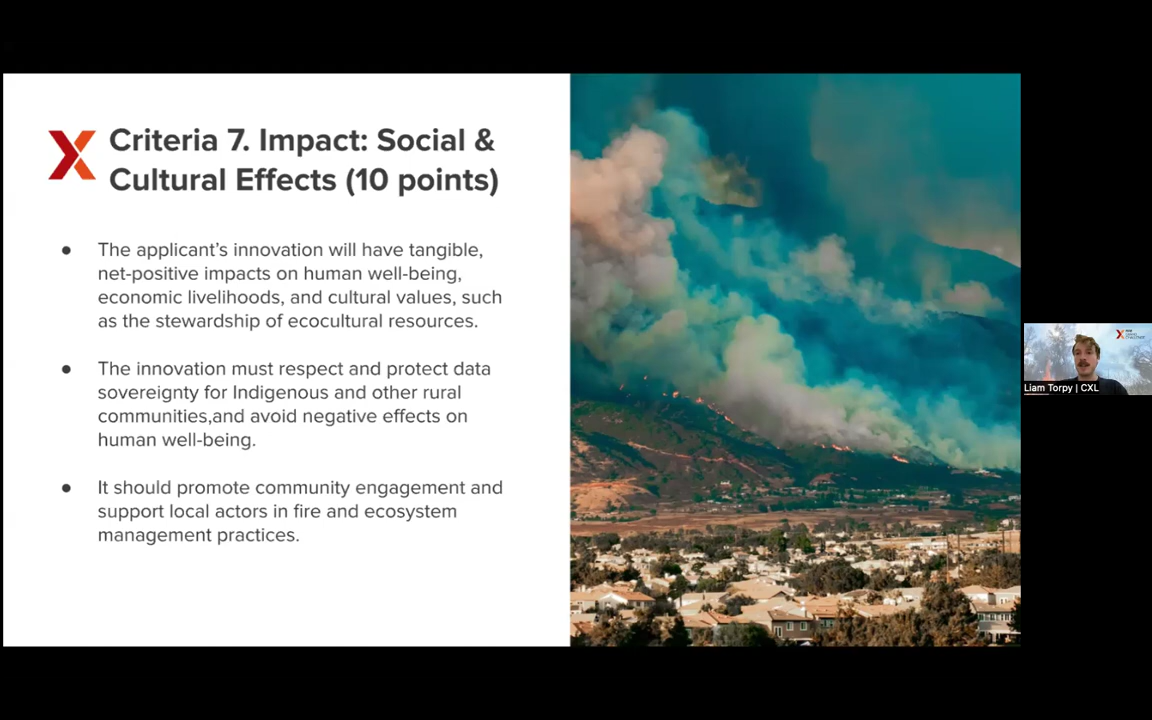 Criteria 7. Impact: Social &
Cultural Effects (10 points)
● The applicant's innovation will have tangible,
net-positive impacts on human well-being,
economic livelihoods, and cultural values, such
as the stewardship of ecocultural resources.
● The innovation must respect and protect data
sovereignty for Indigenous and other rural
communities,and avoid negative effects on
human well-being.
● It should promote community engagement and
support local actors in fire and ecosystem
management practices.
Liam Torpy | CXL